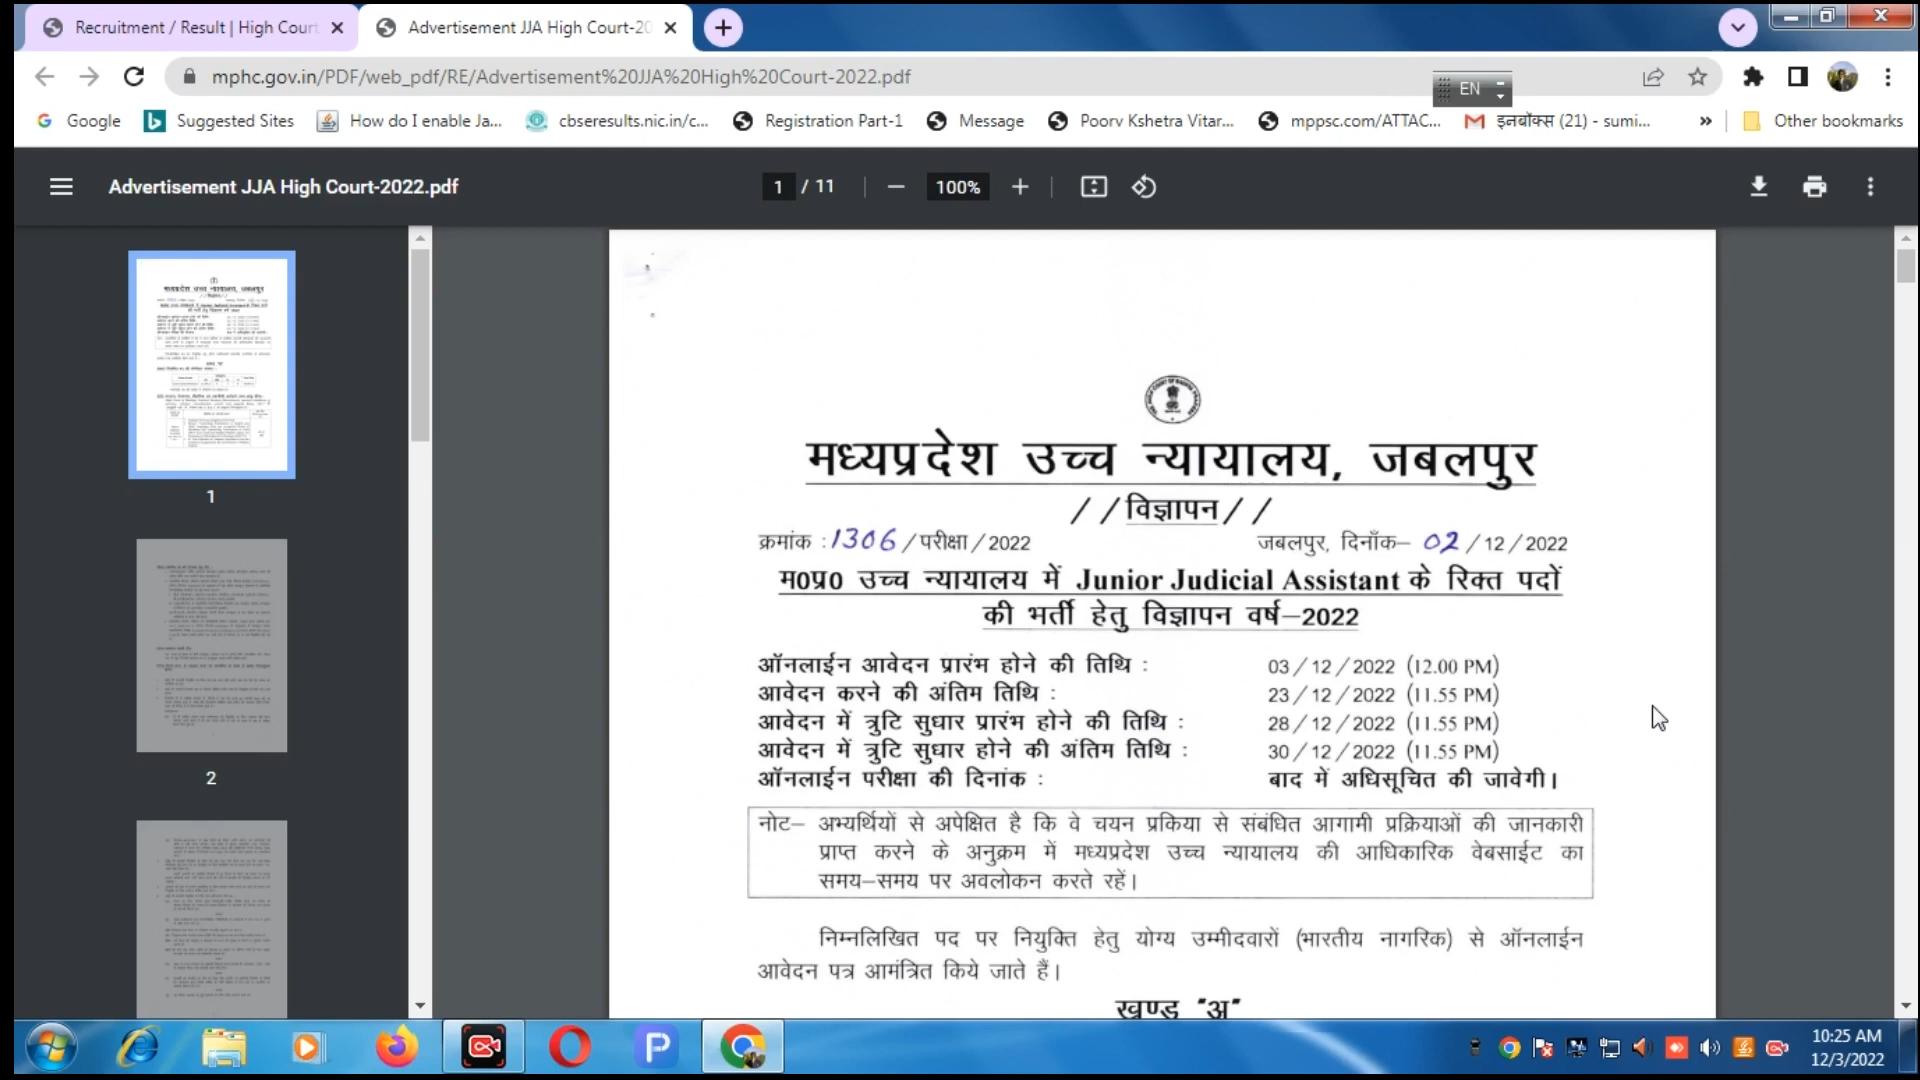 Recruitment / Result | High Court
Advertisement JJA High Court-20
mphc.gov.in/PDF/web_pdf/RE/Advertisement%20JJA%20High%20Court-2022.pdf
EN
Google
Suggested Sites
How do I enable Ja...
cbseresults.nic.in/c...
Registration Part-1
Message
Poorv Kshetra Vitar...
mppsc.com/ATTAC...
इनबॉक्स (21) - sumi...
»
Other bookmarks
Advertisement JJA High Court-2022.pdf
1 / 11
100%
1
2
मध्यप्रदेश उच्च न्यायालय, जबलपुर
//विज्ञापन//
क्रमांक :1306/परीक्षा/2022 जबलपुर, दिनाँक– 02/12/2022
म0प्र0 उच्च न्यायालय में Junior Judicial Assistant के रिक्त पदों
की भर्ती हेतु विज्ञापन वर्ष–2022
ऑनलाईन आवेदन प्रारंभ होने की तिथि : 03/12/2022 (12.00 PM)
आवेदन करने की अंतिम तिथि : 23/12/2022 (11.55 PM)
आवेदन में त्रुटि सुधार प्रारंभ होने की तिथि : 28/12/2022 (11.55 PM)
आवेदन में त्रुटि सुधार होने की अंतिम तिथि : 30/12/2022 (11.55 PM)
ऑनलाईन परीक्षा की दिनांक : बाद में अधिसूचित की जावेगी।
नोट– अभ्यर्थियों से अपेक्षित है कि वे चयन प्रकिया से संबंधित आगामी प्रक्रियाओं की जानकारी
प्राप्त करने के अनुक्रम में मध्यप्रदेश उच्च न्यायालय की आधिकारिक वेबसाईट का
समय–समय पर अवलोकन करते रहें।
निम्नलिखित पद पर नियुक्ति हेतु योग्य उम्मीदवारों (भारतीय नागरिक) से ऑनलाईन
आवेदन पत्र आमंत्रित किये जाते हैं।
खण्ड "अ"
10:25 AM
12/3/2022